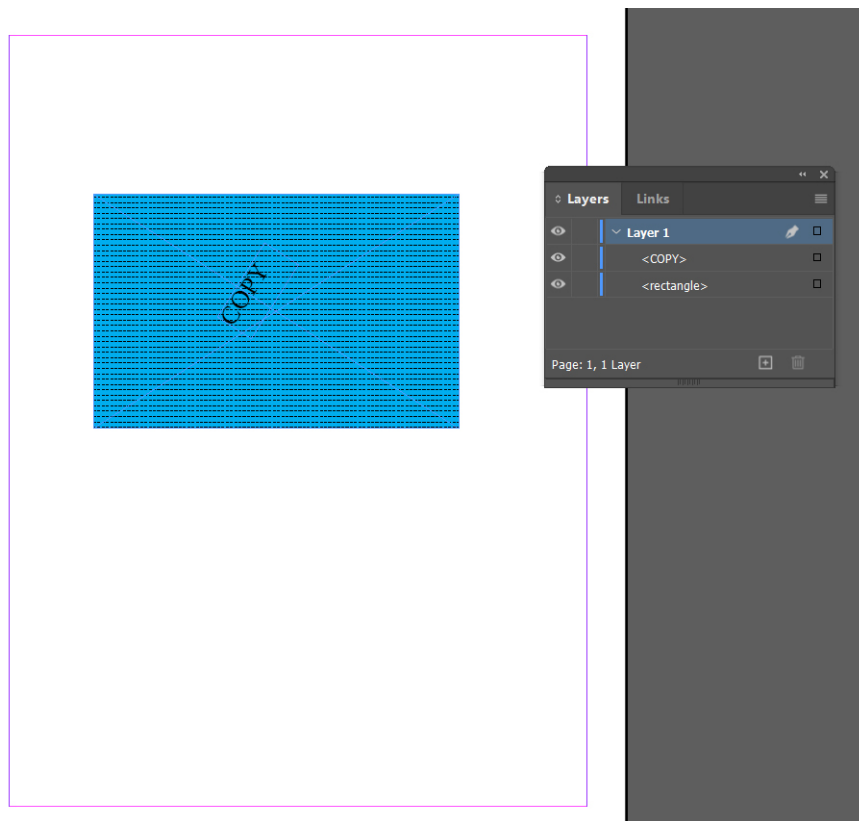 COPY
Layers Links
Layer 1
<COPY>
<rectangle>
Page: 1, 1 Layer